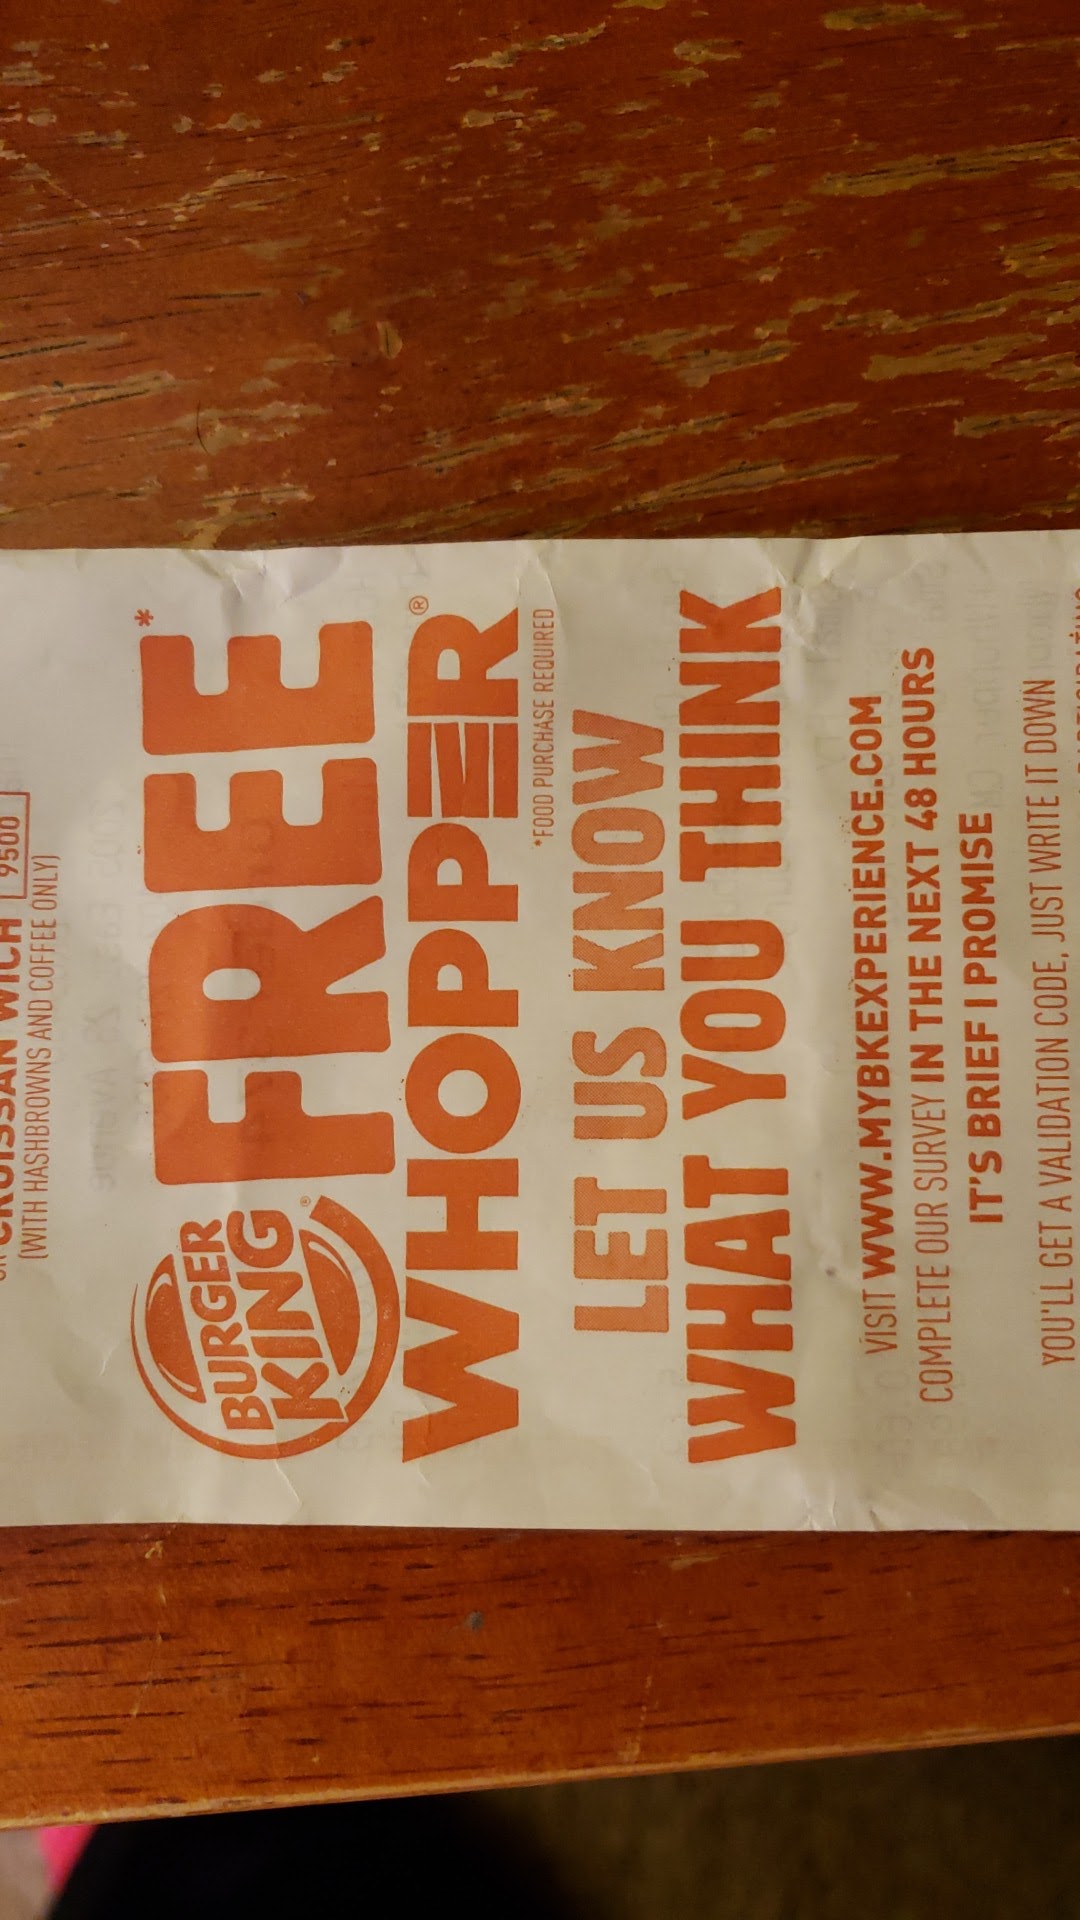 CROISSAN'WICH 9500
(WITH HASHBROWNS AND COFFEE ONLY)
BURGER
KING®
FREE*
WHOPPER®
*FOOD PURCHASE REQUIRED
LET US KNOW
WHAT YOU THINK
VISIT WWW.MYBKEXPERIENCE.COM
COMPLETE OUR SURVEY IN THE NEXT 48 HOURS
IT'S BRIEF I PROMISE
YOU'LL GET A VALIDATION CODE, JUST WRITE IT DOWN